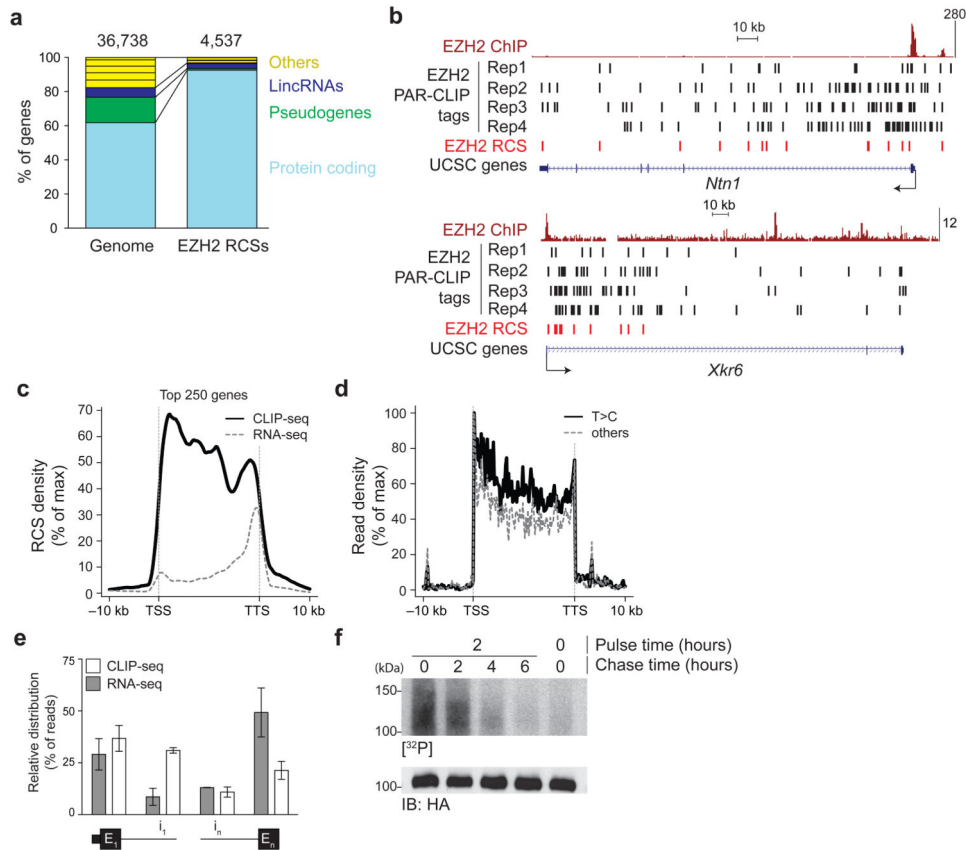 a
36,738 4,537
% of genes
100
80
60
40
20
0
Others
LincRNAs
Pseudogenes
Protein coding
Genome EZH2 RCSs
b
10 kb
280
EZH2 ChIP
EZH2
PAR-CLIP
tags
Rep1
Rep2
Rep3
Rep4
EZH2 RCS
UCSC genes
Ntn1
10 kb
12
EZH2 ChIP
EZH2
PAR-CLIP
tags
Rep1
Rep2
Rep3
Rep4
EZH2 RCS
UCSC genes
Xkr6
c
Top 250 genes
CLIP-seq
RNA-seq
RCS density
(% of max)
70
60
50
40
30
20
10
0
–10 kb TSS TTS 10 kb
d
T>C
others
Read density
(% of max)
100
80
60
40
20
0
-10 kb TSS TTS 10 kb
e
CLIP-seq
RNA-seq
Relative distribution
(% of reads)
75
50
25
0
E1 i1 in En
f
2 0 Pulse time (hours)
(kDa) 0 2 4 6 0 Chase time (hours)
150
100
[32P]
100
IB: HA